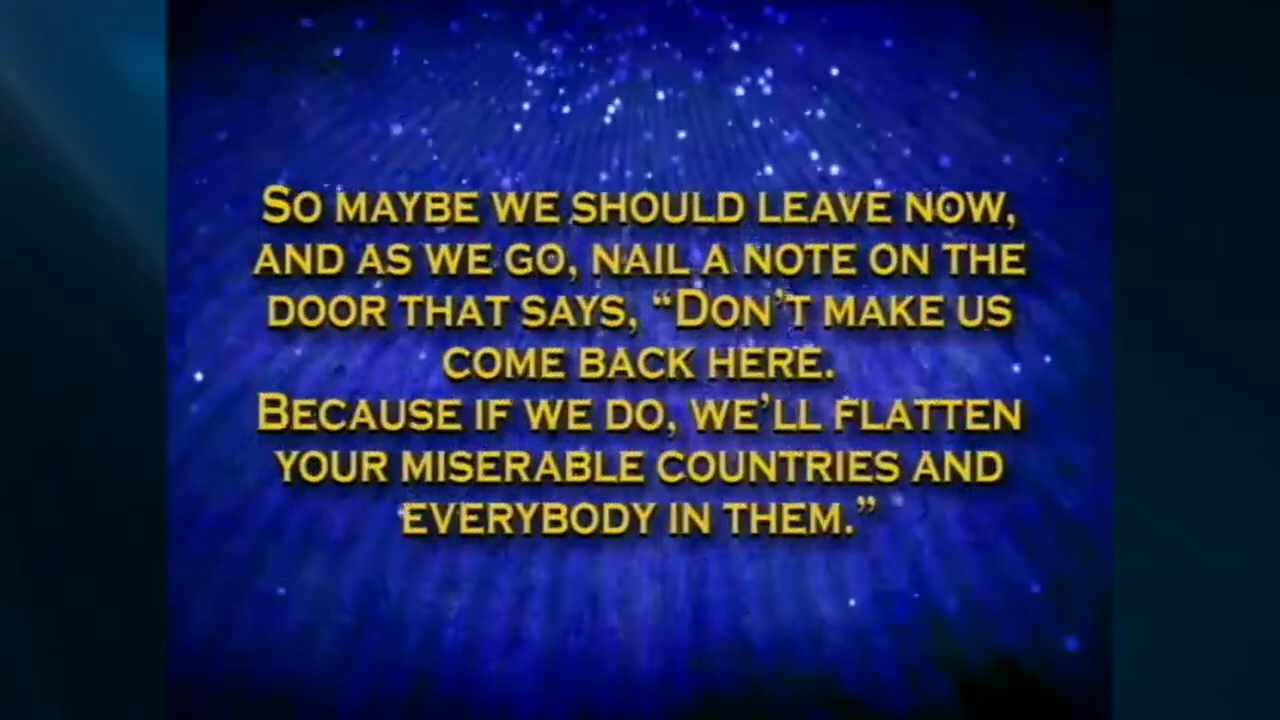 So maybe we should leave now,
and as we go, nail a note on the
door that says, “Don’t make us
come back here.
Because if we do, we’ll flatten
your miserable countries and
everybody in them.”